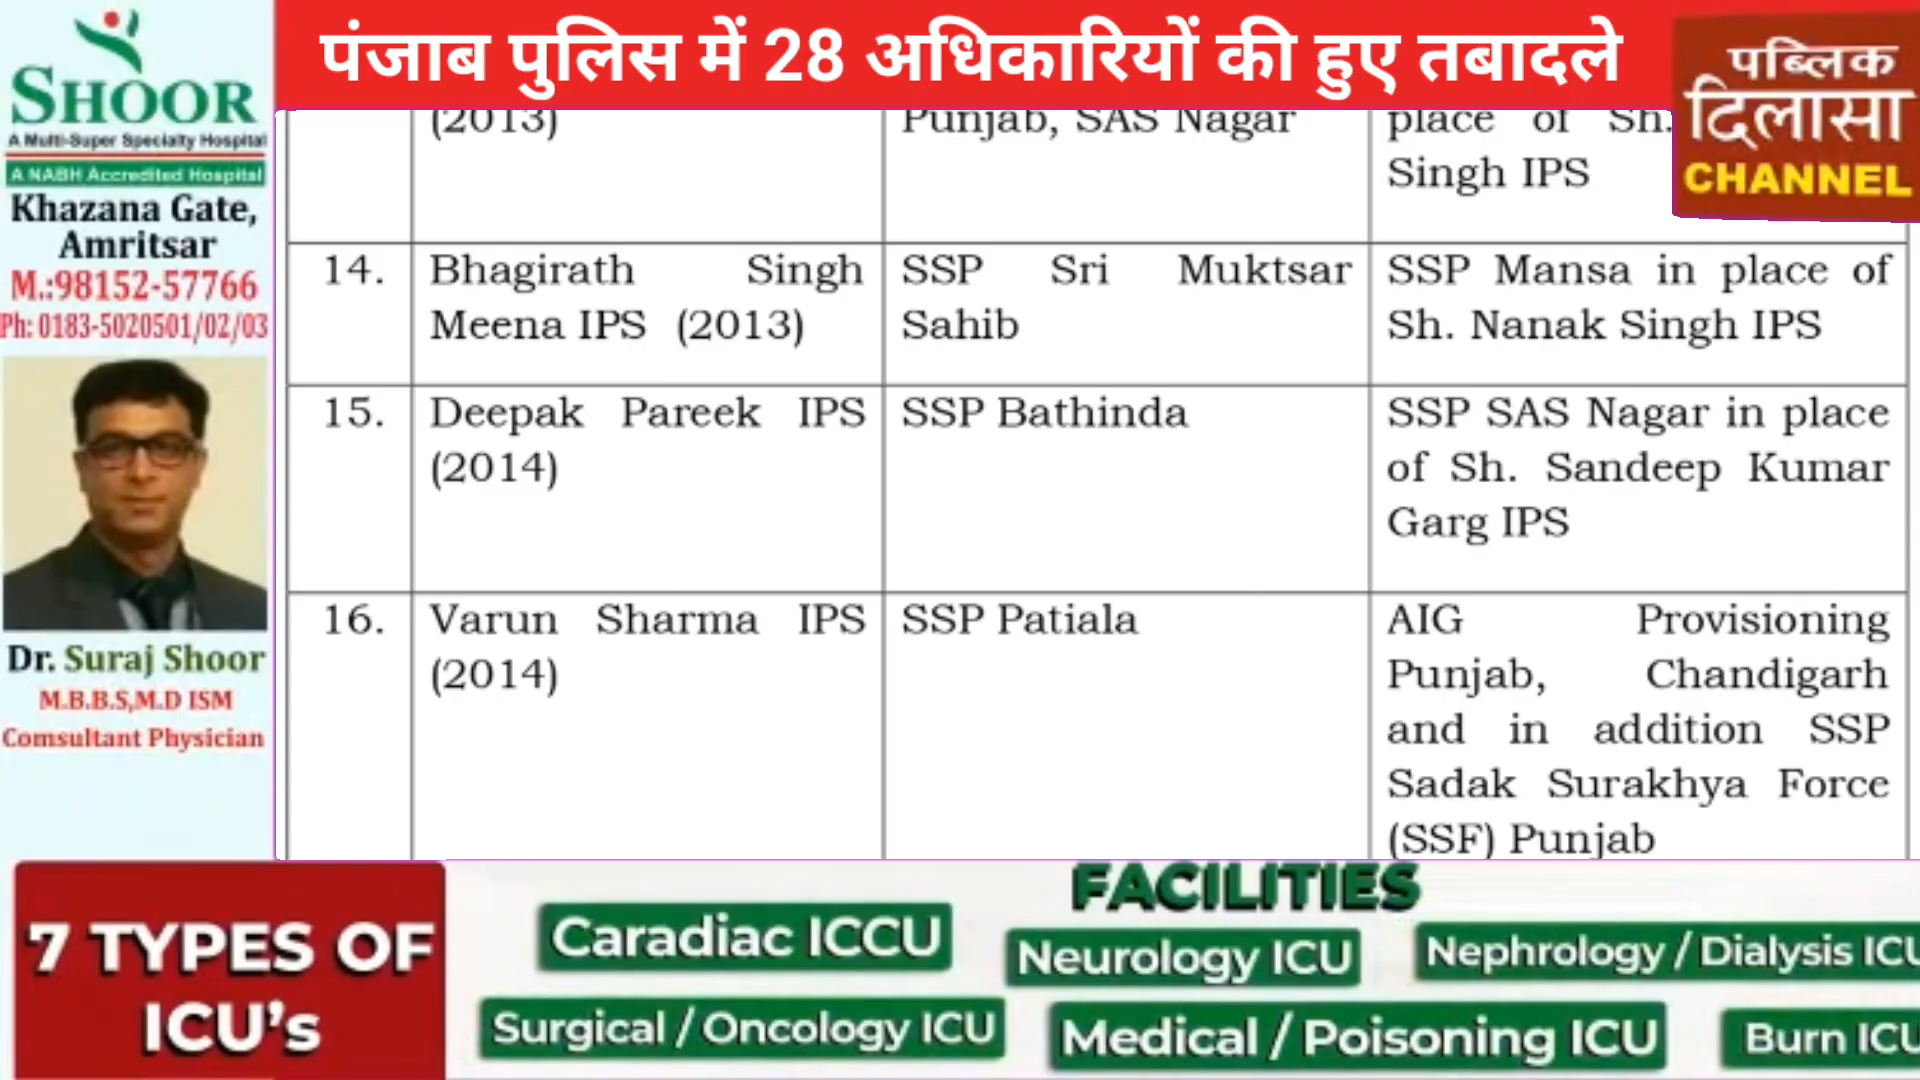 SHOOR
A Multi-Super Specialty Hospital
A NABH Accredited Hospital
Khazana Gate,
Amritsar
M.:98152-57766
Ph: 0183-5020501/02/03
Dr. Suraj Shoor
M.B.B.S,M.D ISM
Comsultant Physician
पंजाब पुलिस में 28 अधिकारियों की हुए तबादले
पब्लिक
दिलासा
CHANNEL
(2013)
Punjab, SAS Nagar
place of Sh.
Singh IPS
14.
Bhagirath Singh
Meena IPS (2013)
SSP Sri Muktsar
Sahib
SSP Mansa in place of
Sh. Nanak Singh IPS
15.
Deepak Pareek IPS
(2014)
SSP Bathinda
SSP SAS Nagar in place
of Sh. Sandeep Kumar
Garg IPS
16.
Varun Sharma IPS
(2014)
SSP Patiala
AIG Provisioning
Punjab, Chandigarh
and in addition SSP
Sadak Surakhya Force
(SSF) Punjab
7 TYPES OF
ICU's
FACILITIES
Caradiac ICCU
Neurology ICU
Nephrology / Dialysis ICU
Surgical / Oncology ICU
Medical / Poisoning ICU
Burn ICU